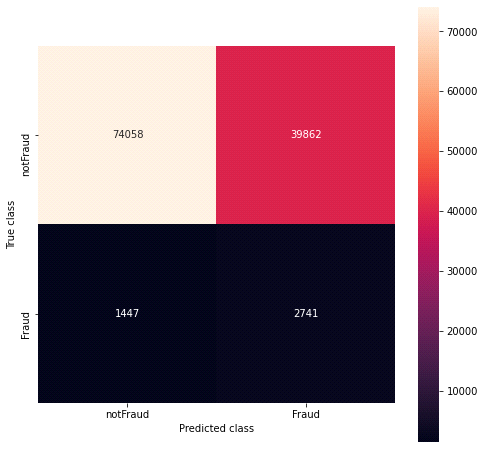 70000
60000
50000
40000
30000
20000
10000
True class
notFraud
Fraud
74058
39862
1447
2741
notFraud
Fraud
Predicted class